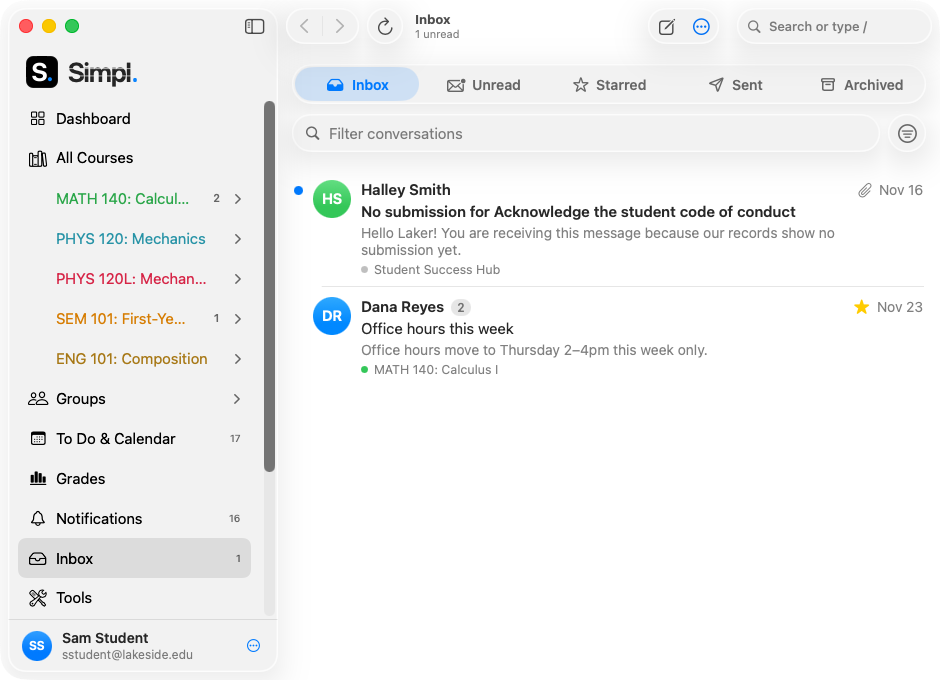 Inbox
1 unread
Search or type /
S.
Simpl.
Dashboard
All Courses
MATH 140: Calcul... 2
PHYS 120: Mechanics
PHYS 120L: Mechan...
SEM 101: First-Ye... 1
ENG 101: Composition
Groups
To Do & Calendar 17
Grades
Notifications 16
Inbox 1
Tools
SS
Sam Student
sstudent@lakeside.edu
Inbox Unread Starred Sent Archived
Filter conversations
HS
Halley Smith Nov 16
No submission for Acknowledge the student code of conduct
Hello Laker! You are receiving this message because our records show no
submission yet.
Student Success Hub
DR
Dana Reyes 2 Nov 23
Office hours this week
Office hours move to Thursday 2–4pm this week only.
MATH 140: Calculus I